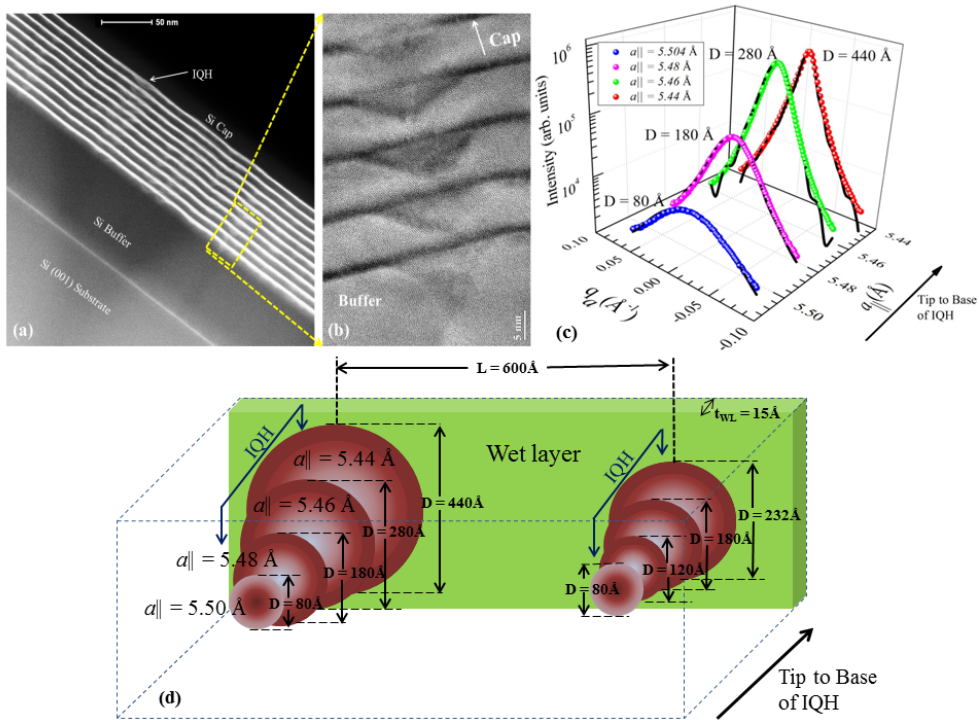 50 nm
IQH
Si Cap
Si Buffer
Si (001) Substrate
(a)
Cap
Buffer
5 nm
(b)
(c)
Intensity (arb. units)
10⁶
10⁵
10⁴
a|| = 5.504 Å
a|| = 5.48 Å
a|| = 5.46 Å
a|| = 5.44 Å
D = 280 Å
D = 440 Å
D = 180 Å
D = 80 Å
0.10
0.05
0.00
-0.05
-0.10
qₐ(Å⁻¹)
5.50
5.48
5.46
5.44
a||(Å)
Tip to Base
of IQH
L = 600Å
t_WL = 15Å
Wet layer
IQH
a|| = 5.44 Å
a|| = 5.46 Å
a|| = 5.48 Å
a|| = 5.50 Å
D = 440Å
D = 280Å
D = 180Å
D = 80Å
IQH
D = 232Å
D = 180Å
D = 120Å
D = 80Å
Tip to Base
of IQH
(d)